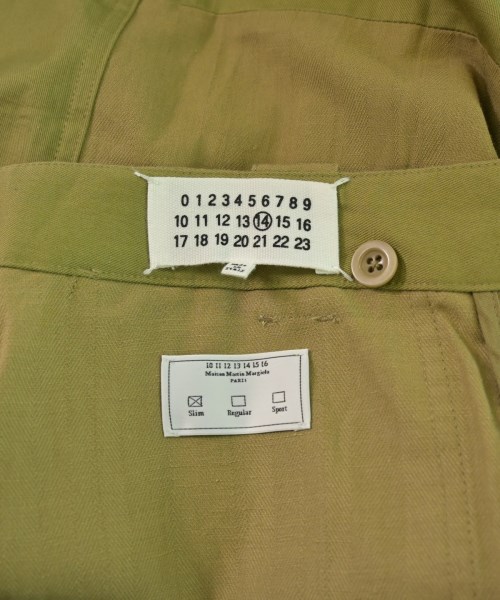 0 1 2 3 4 5 6 7 8 9
10 11 12 13 14 15 16
17 18 19 20 21 22 23
10 11 12 13 14 15 16
Maison Martin Margiela
PARIS
Slim Regular Sport